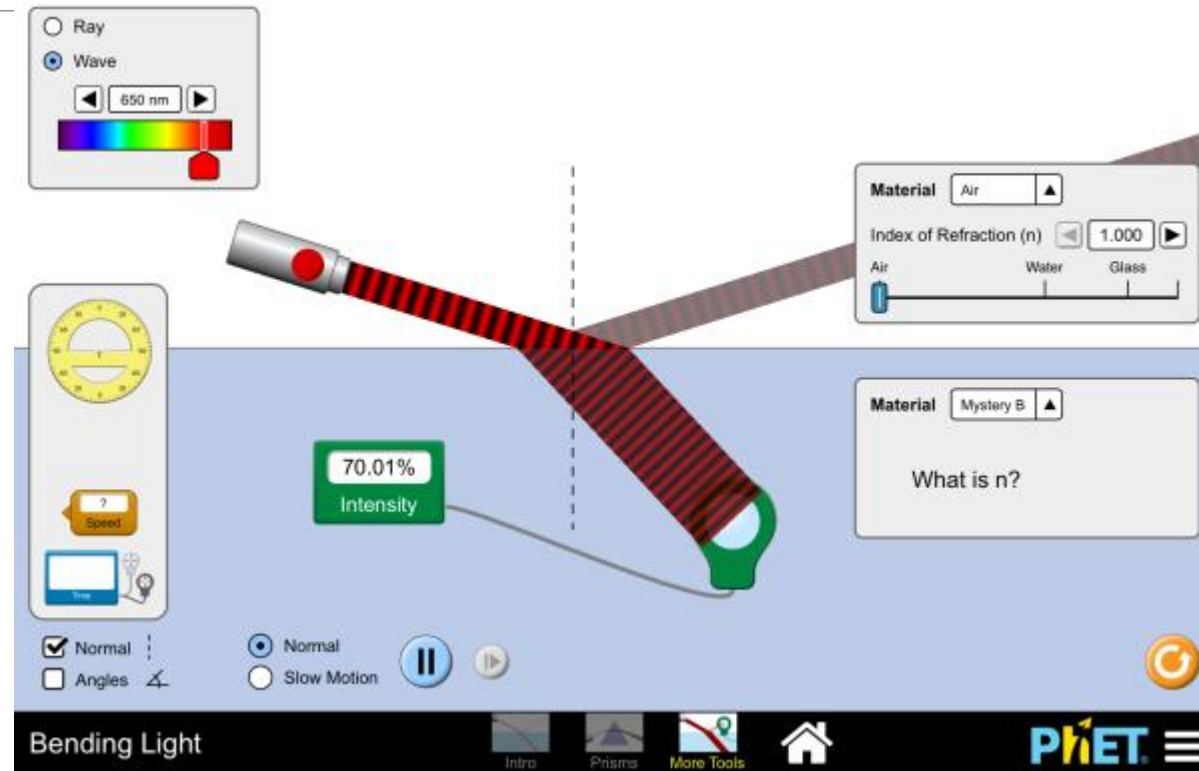 Ray
Wave
650 nm
Material Air
Index of Refraction (n) 1.000
Air Water Glass
Material Mystery B
What is n?
70.01%
Intensity
?
Speed
Time
Normal
Angles
Normal
Slow Motion
Bending Light
Intro
Prisms
More Tools
PhET